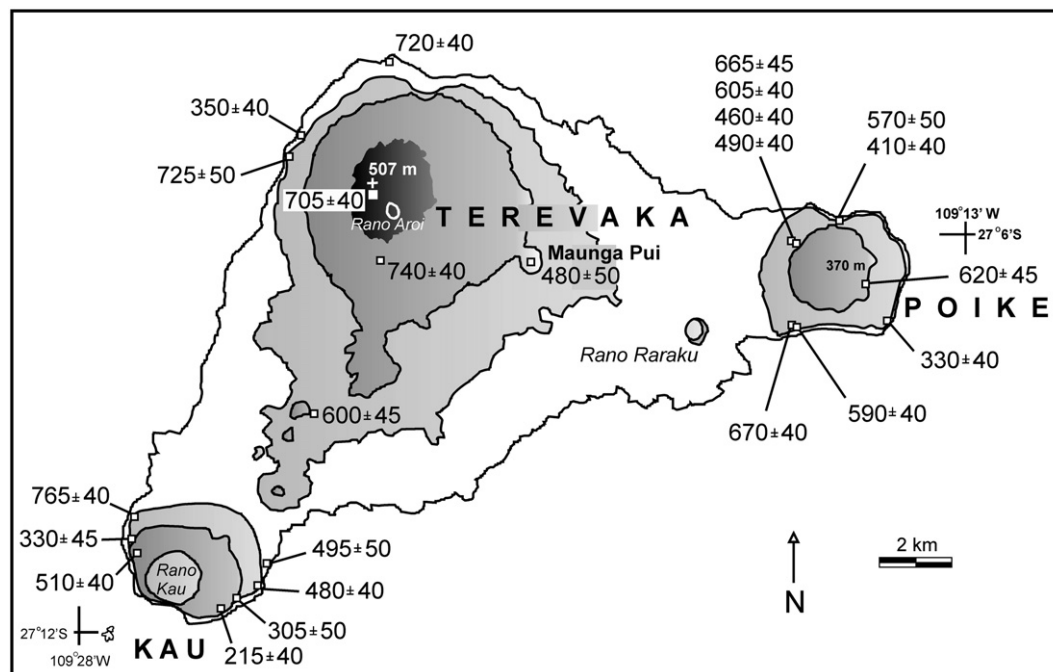 720±40
350±40
725±50
507 m
705±40
Rano Aroi
TEREVAKA
Maunga Pui
480±50
740±40
665±45
605±40
460±40
490±40
570±50
410±40
109°13' W
27°6'S
370 m
620±45
POIKE
330±40
Rano Raraku
590±40
670±40
600±45
765±40
330±45
510±40
Rano
Kau
495±50
480±40
305±50
215±40
27°12'S
109°28'W
KAU
N
2 km